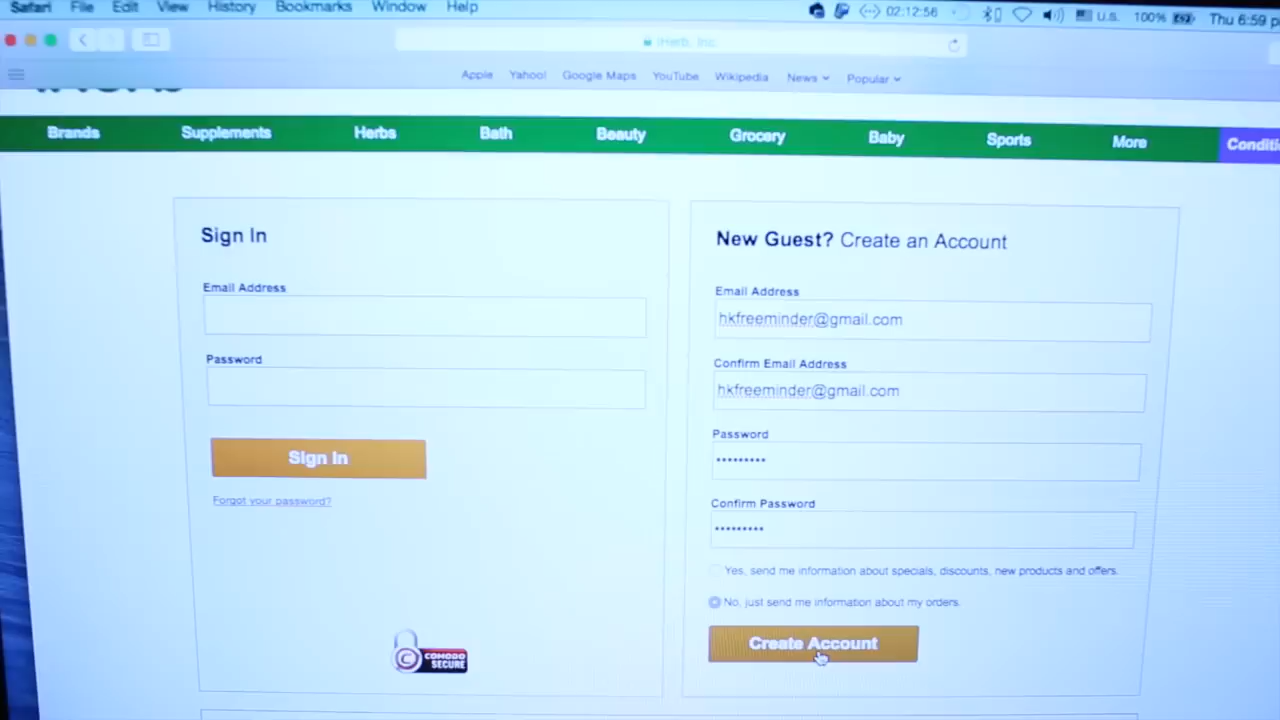 Safari File Edit View History Bookmarks Window Help 02:12:56 U.S. 100% Thu 6:59
iHerb, Inc.
Apple Yahoo! Google Maps YouTube Wikipedia News Popular
Brands Supplements Herbs Bath Beauty Grocery Baby Sports More
Sign In
Email Address
Password
Sign In
Forgot your password?
COMODO
SECURE
New Guest? Create an Account
Email Address
hkfreeminder@gmail.com
Confirm Email Address
hkfreeminder@gmail.com
Password
•••••••••
Confirm Password
•••••••••
Yes, send me information about specials, discounts, new products and offers.
No, just send me information about my orders.
Create Account